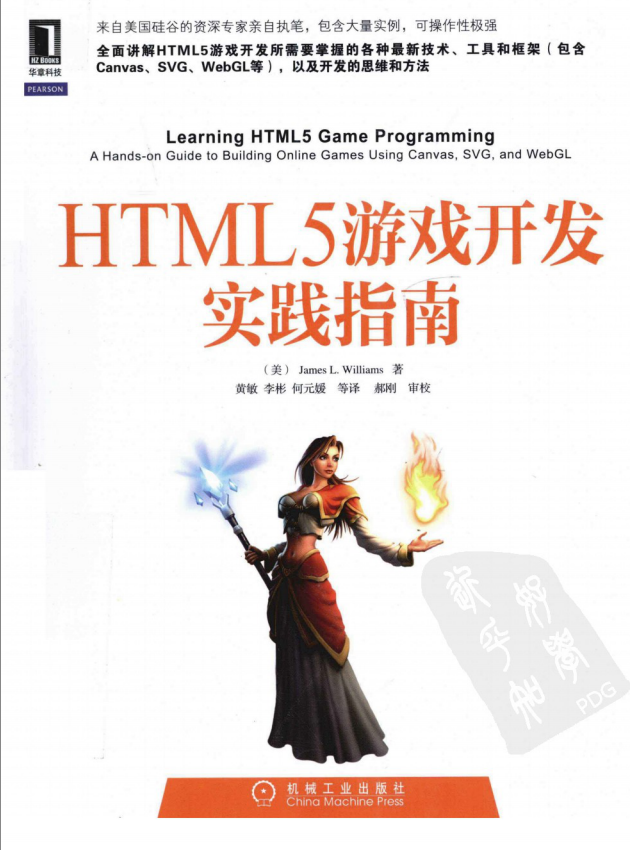 来自美国硅谷的资深专家亲自执笔，包含大量实例，可操作性极强
全面讲解HTML5游戏开发所需要掌握的各种最新技术、工具和框架（包含
Canvas、SVG、WebGL等），以及开发的思维和方法
HZ Books
华章科技
PEARSON
Learning HTML5 Game Programming
A Hands-on Guide to Building Online Games Using Canvas, SVG, and WebGL
HTML5游戏开发
实践指南
（美） James L. Williams 著
黄敏 李彬 何元媛 等译 郝刚 审校
好学
PDG
机械工业出版社
China Machine Press